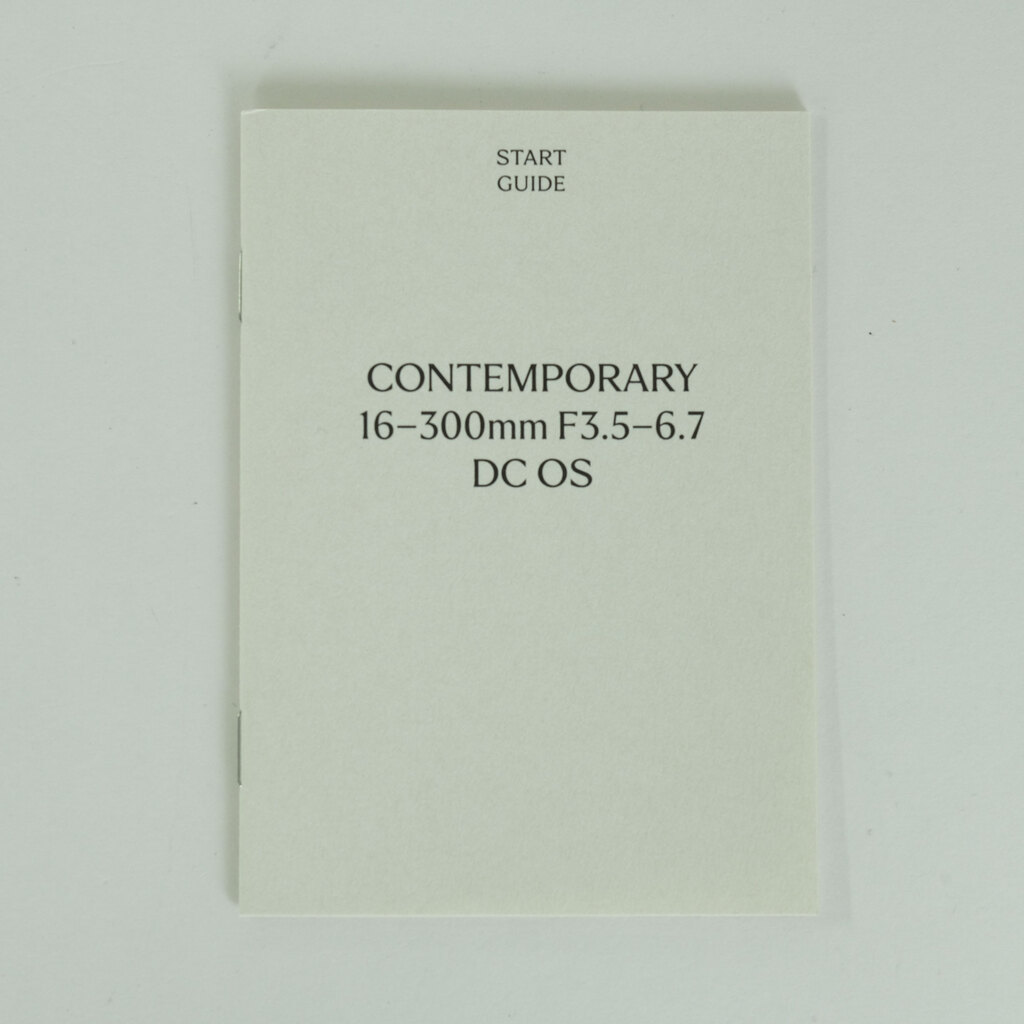 START
GUIDE
CONTEMPORARY
16–300mm F3.5–6.7
DC OS